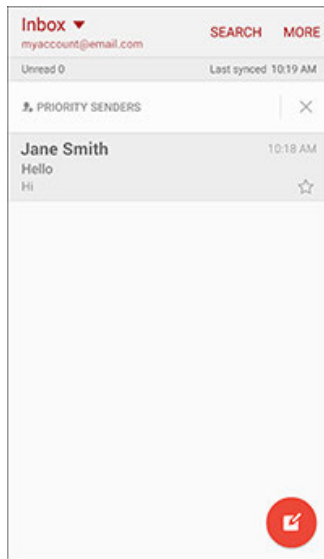 Inbox
SEARCH MORE
myaccount@email.com
Unread 0 Last synced 10:19 AM
PRIORITY SENDERS
Jane Smith 10:18 AM
Hello
Hi